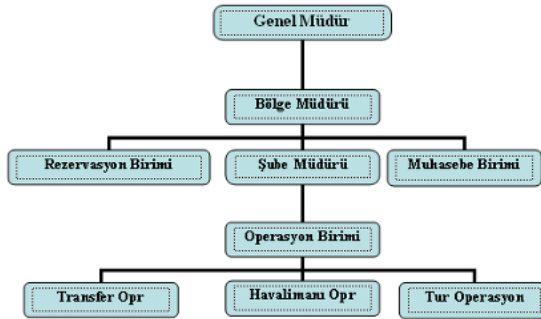 Genel Müdür
Bölge Müdürü
Rezervasyon Birimi
Şube Müdürü
Muhasebe Birimi
Operasyon Birimi
Transfer Opr
Havalimanı Opr
Tur Operasyon